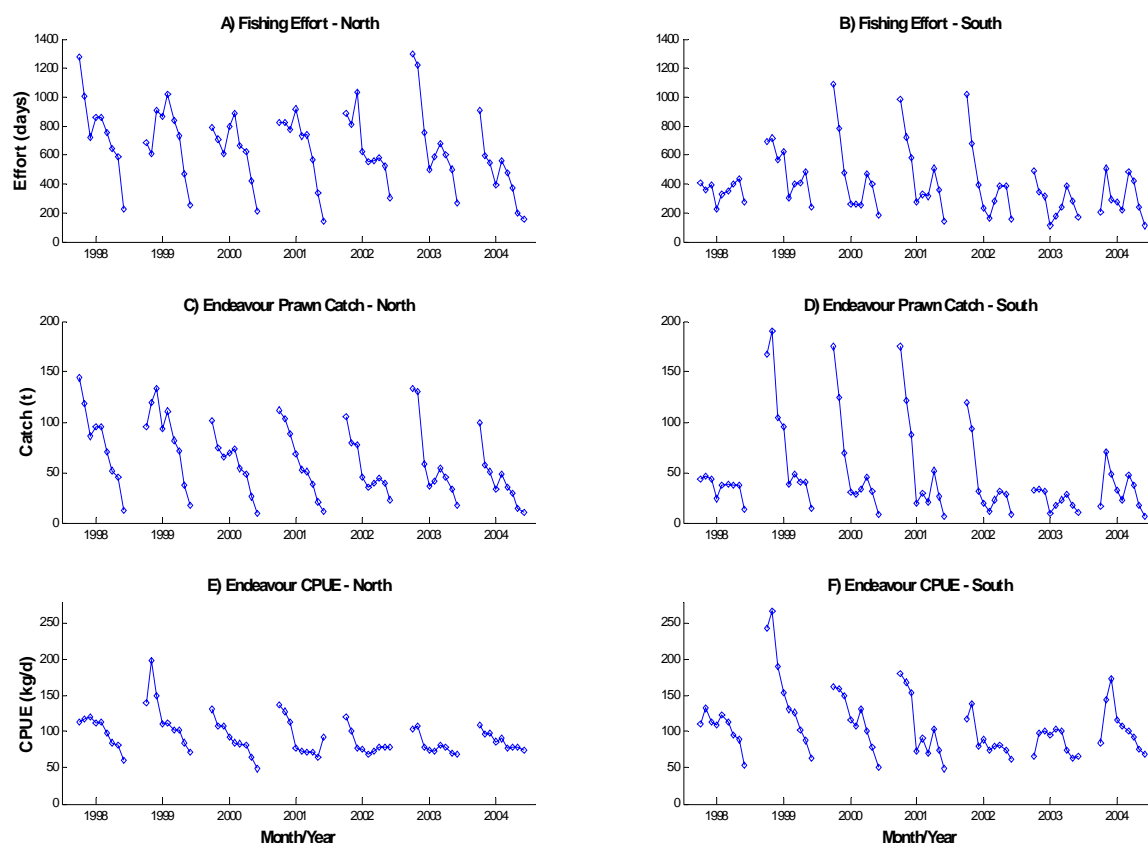 A) Fishing Effort - North
B) Fishing Effort - South
Effort (days)
1400
1200
1000
800
600
400
200
0
1998 1999 2000 2001 2002 2003 2004
1400
1200
1000
800
600
400
200
0
1998 1999 2000 2001 2002 2003 2004
C) Endeavour Prawn Catch - North
D) Endeavour Prawn Catch - South
Catch (t)
200
150
100
50
0
1998 1999 2000 2001 2002 2003 2004
200
150
100
50
0
1998 1999 2000 2001 2002 2003 2004
E) Endeavour CPUE - North
F) Endeavour CPUE - South
CPUE (kg/d)
250
200
150
100
50
0
1998 1999 2000 2001 2002 2003 2004
Month/Year
250
200
150
100
50
0
1998 1999 2000 2001 2002 2003 2004
Month/Year